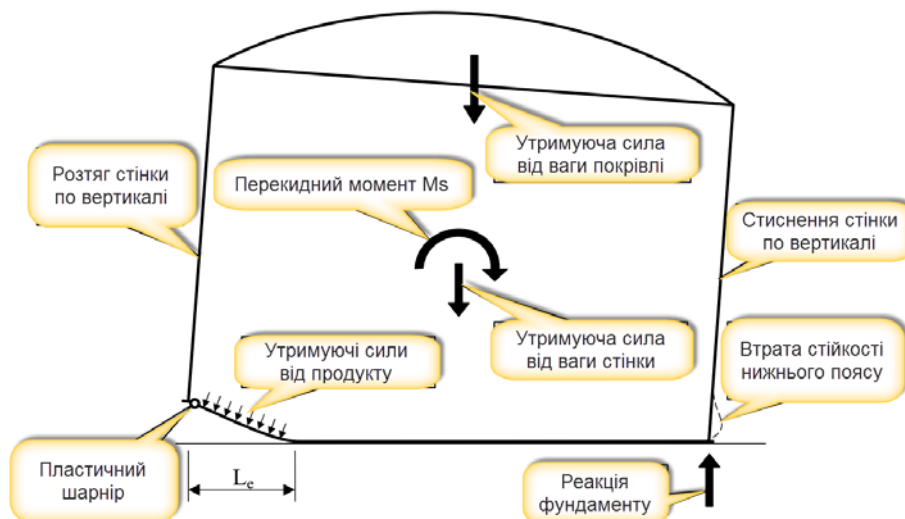 Утримуюча сила
від ваги покрівлі
Розтяг стінки
по вертикалі
Перекидний момент Ms
Стиснення стінки
по вертикалі
Утримуючі сили
від продукту
Утримуюча сила
від ваги стінки
Втрата стійкості
нижнього поясу
Пластичний
шарнір
Le
Реакція
фундаменту